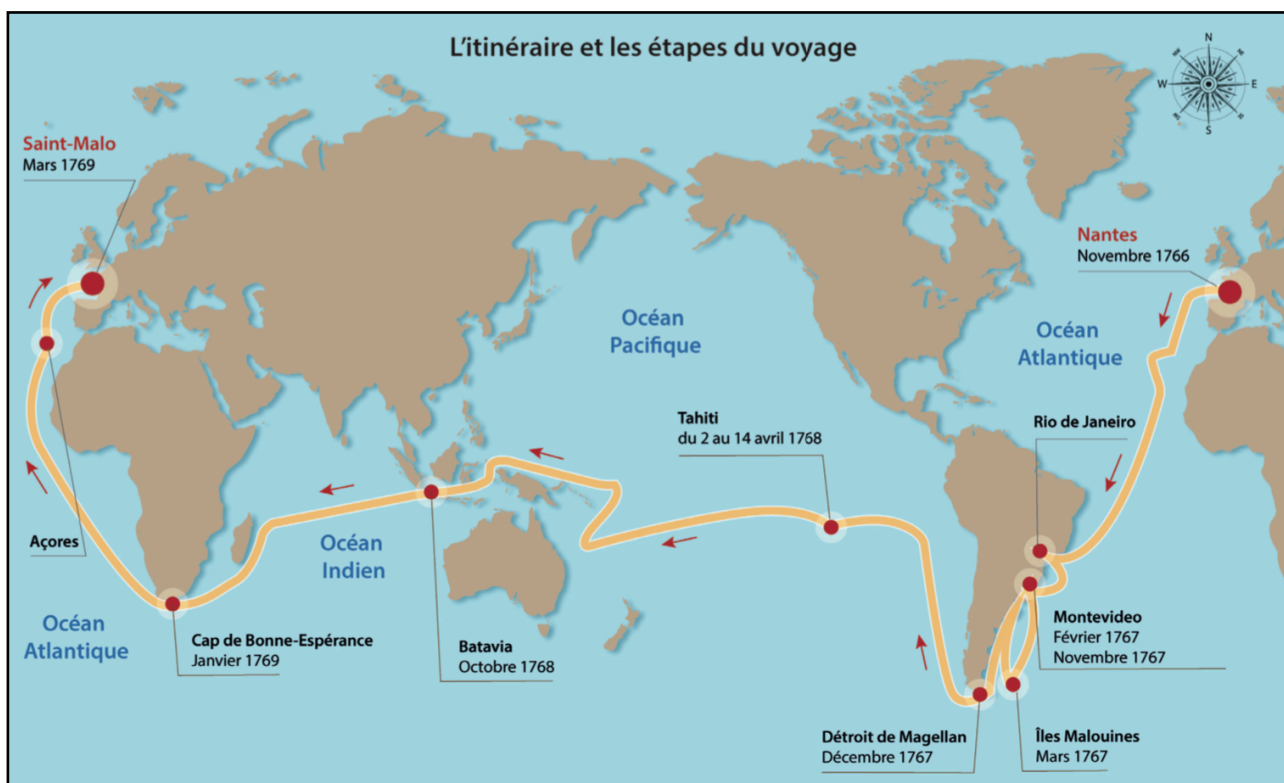 L'itinéraire et les étapes du voyage
N
W
E
S
Saint-Malo
Mars 1769
Nantes
Novembre 1766
Océan
Pacifique
Océan
Atlantique
Tahiti
du 2 au 14 avril 1768
Rio de Janeiro
Açores
Océan
Indien
Océan
Atlantique
Cap de Bonne-Espérance
Janvier 1769
Batavia
Octobre 1768
Montevideo
Février 1767
Novembre 1767
Détroit de Magellan
Décembre 1767
Îles Malouines
Mars 1767